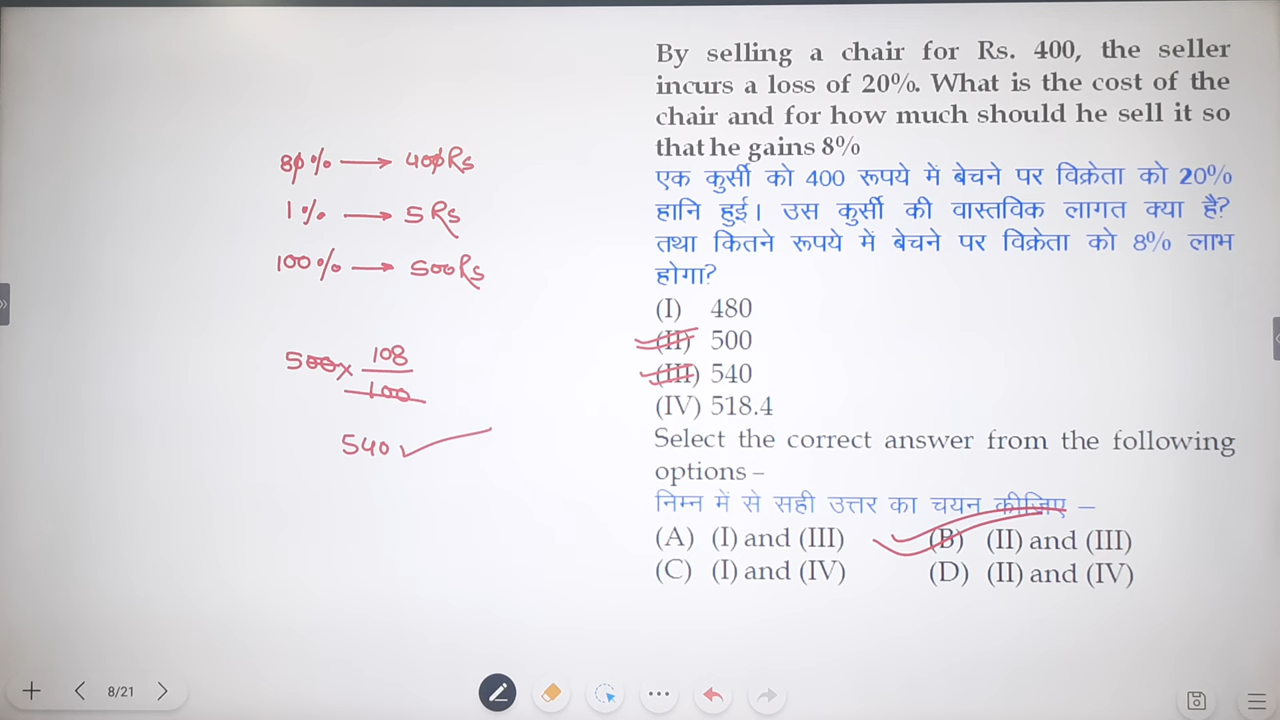 By selling a chair for Rs. 400, the seller
incurs a loss of 20%. What is the cost of the
chair and for how much should he sell it so
that he gains 8%
एक कुर्सी को 400 रूपये में बेचने पर विक्रेता को 20%
हानि हुई। उस कुर्सी की वास्तविक लागत क्या है?
तथा कितने रूपये में बेचने पर विक्रेता को 8% लाभ
होगा?
(I) 480
(II) 500
(III) 540
(IV) 518.4
Select the correct answer from the following
options –
निम्न में से सही उत्तर का चयन कीजिए –
(A) (I) and (III) (B) (II) and (III)
(C) (I) and (IV) (D) (II) and (IV)
80% → 400Rs
1% → 5Rs
100% → 500Rs
500 x 108
100
540
8/21